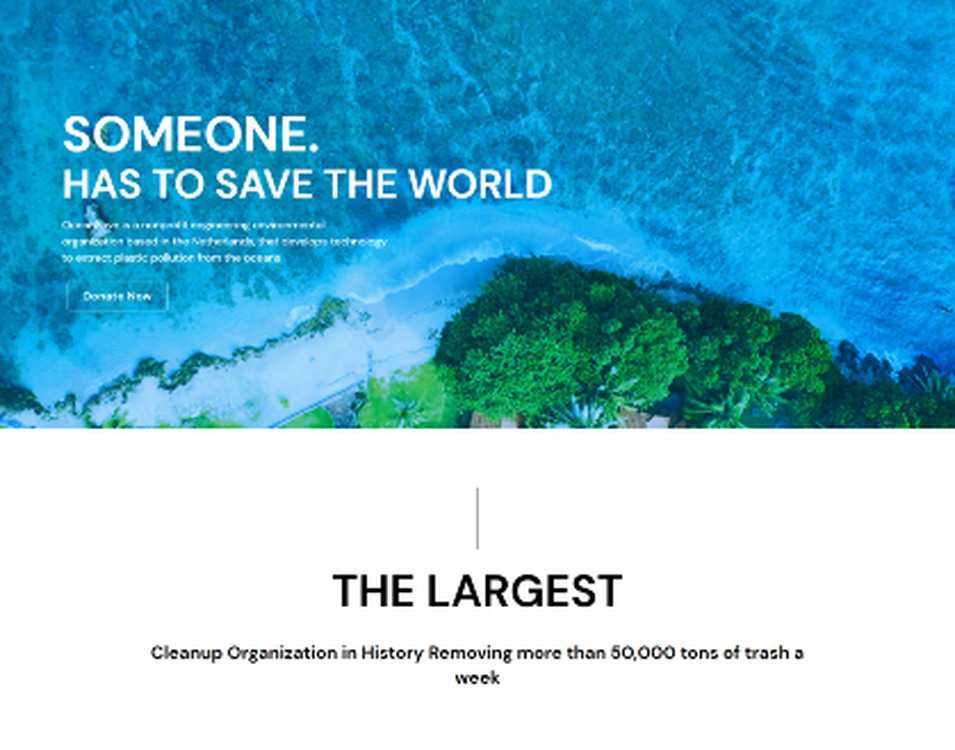 SOMEONE.
HAS TO SAVE THE WORLD
is a nonprofit engineering environmental
organization based in the Netherlands, that develops technology
to extract plastic pollution from the oceans
Donate Now
THE LARGEST
Cleanup Organization in History Removing more than 50,000 tons of trash a
week